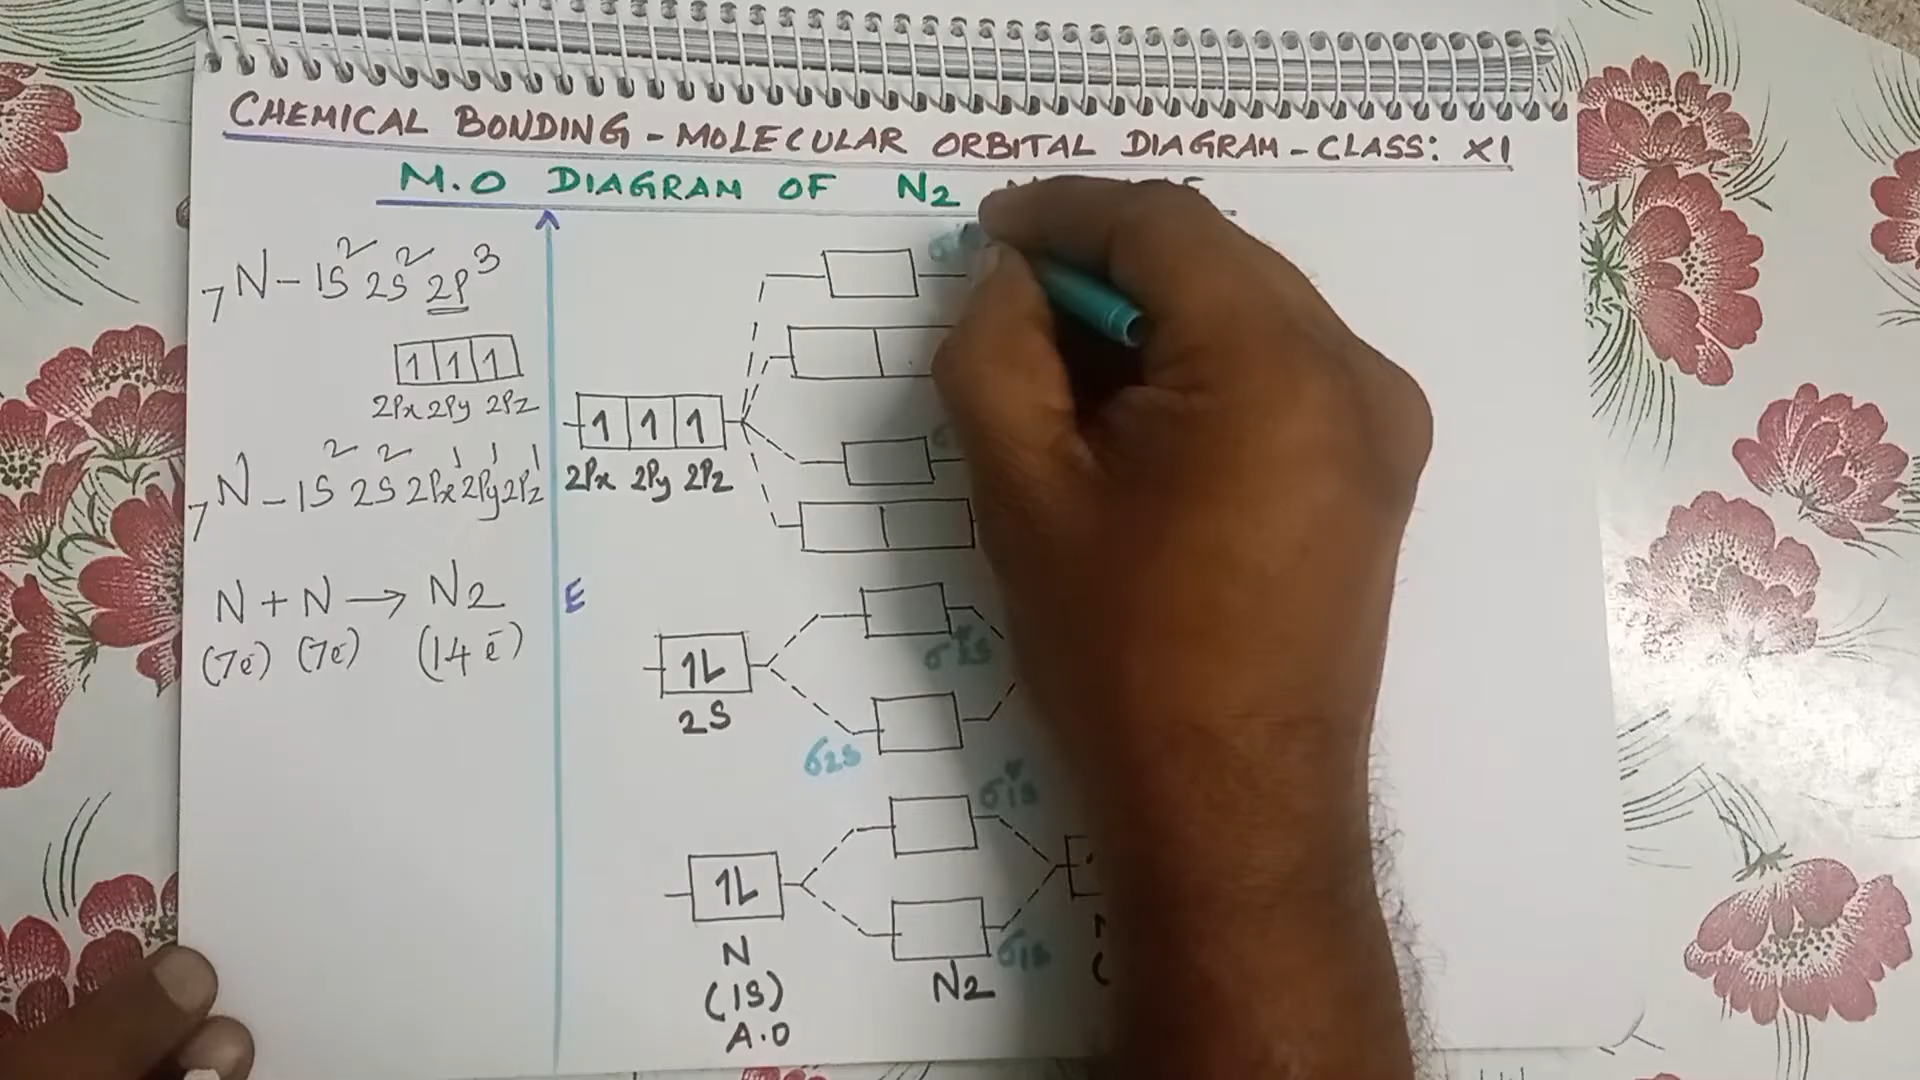 CHEMICAL BONDING - MOLECULAR ORBITAL DIAGRAM - CLASS: XI
M.O DIAGRAM OF N2
7N - 1S2 2S2 2P3
1 1 1
2Px 2Py 2Pz
7N - 1S2 2S2 2Px1 2Py1 2Pz1
N + N → N2
(7e̅) (7e̅) (14 e̅)
E
1 1 1
2Px 2Py 2Pz
σ*2S
1L
2S
σ2S
σ*1S
1L
σ1S
N
N2
(1S)
A.O